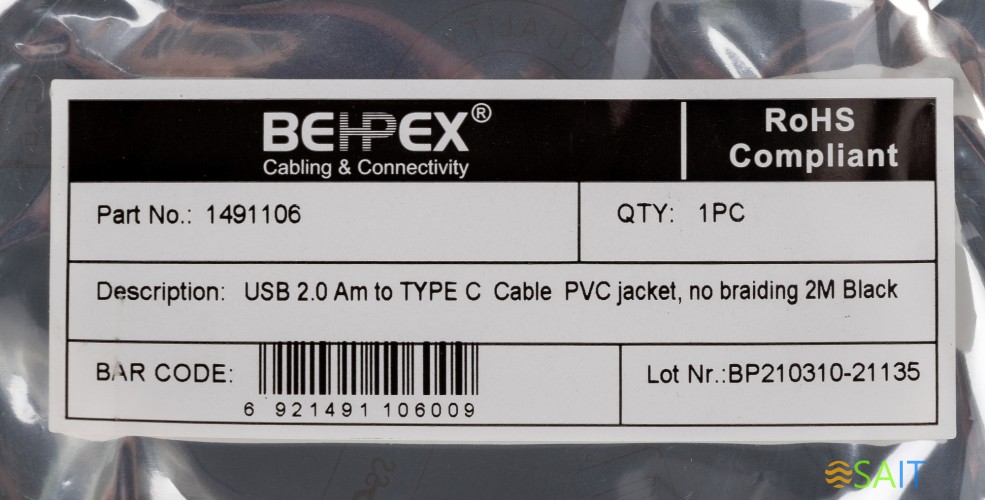 BEHPEX®
Cabling & Connectivity
RoHS
Compliant
Part No.: 1491106
QTY: 1PC
Description: USB 2.0 Am to TYPE C Cable PVC jacket, no braiding 2M Black
BAR CODE:
6 921491 106009
Lot Nr.:BP210310-21135
SAIT